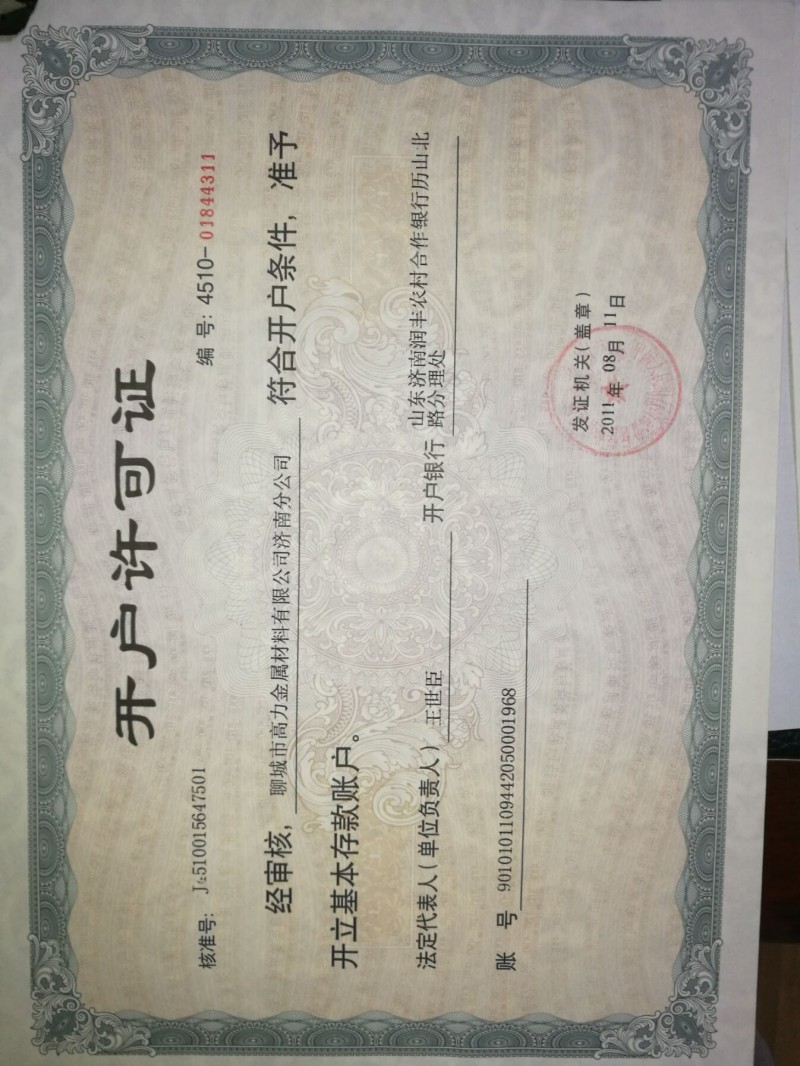 开户许可证
核准号: J4510015647501
编 号: 4510-01844311
经审核, 聊城市高力金属材料有限公司济南分公司 符合开户条件, 准予
开立基本存款账户。
法定代表人(单位负责人) 王世臣 开户银行 山东济南润丰农村合作银行历山北
路分理处
账 号 9010101109442050001968
发证机关(盖章)
2011年 08月 11日